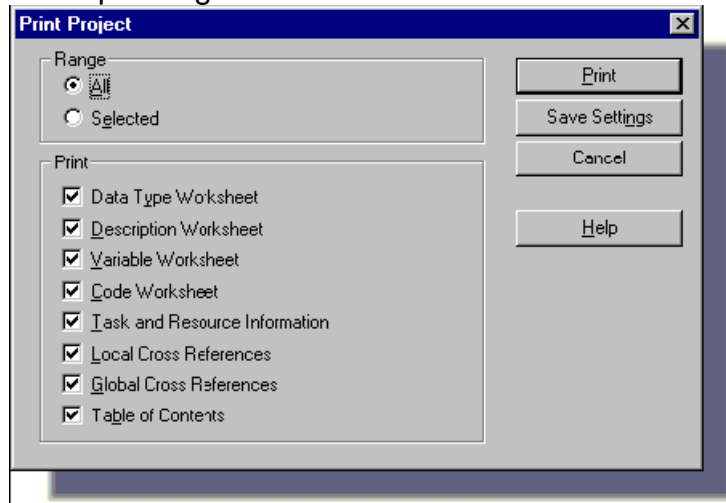 Print Project
Range
All
Selected
Print
Save Settings
Cancel
Help
Print
Data Type Worksheet
Description Worksheet
Variable Worksheet
Code Worksheet
Task and Resource Information
Local Cross References
Global Cross References
Table of Contents